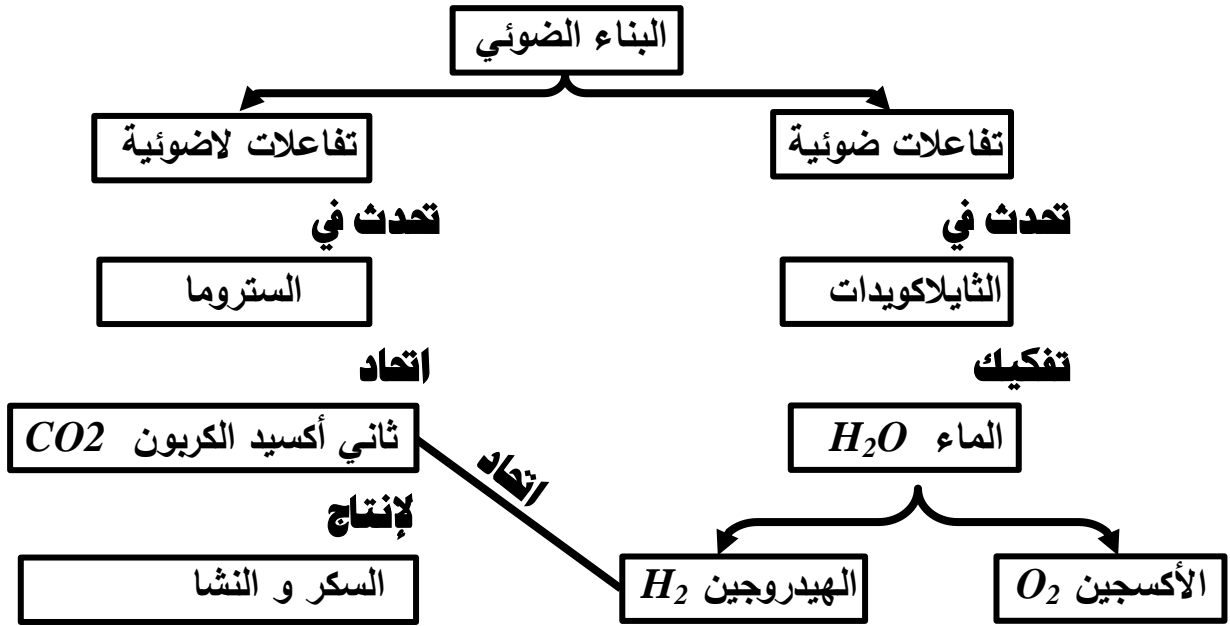 البناء الضوئي
تفاعلات ضوئية
تفاعلات لاضوئية
تحدث في
تحدث في
الثايلاكويدات
الستروما
تفكيك
اتحاد
الماء H₂O
ثاني أكسيد الكربون CO2
اتحاد
لإنتاج
الأكسجين O₂
الهيدروجين H₂
السكر و النشا